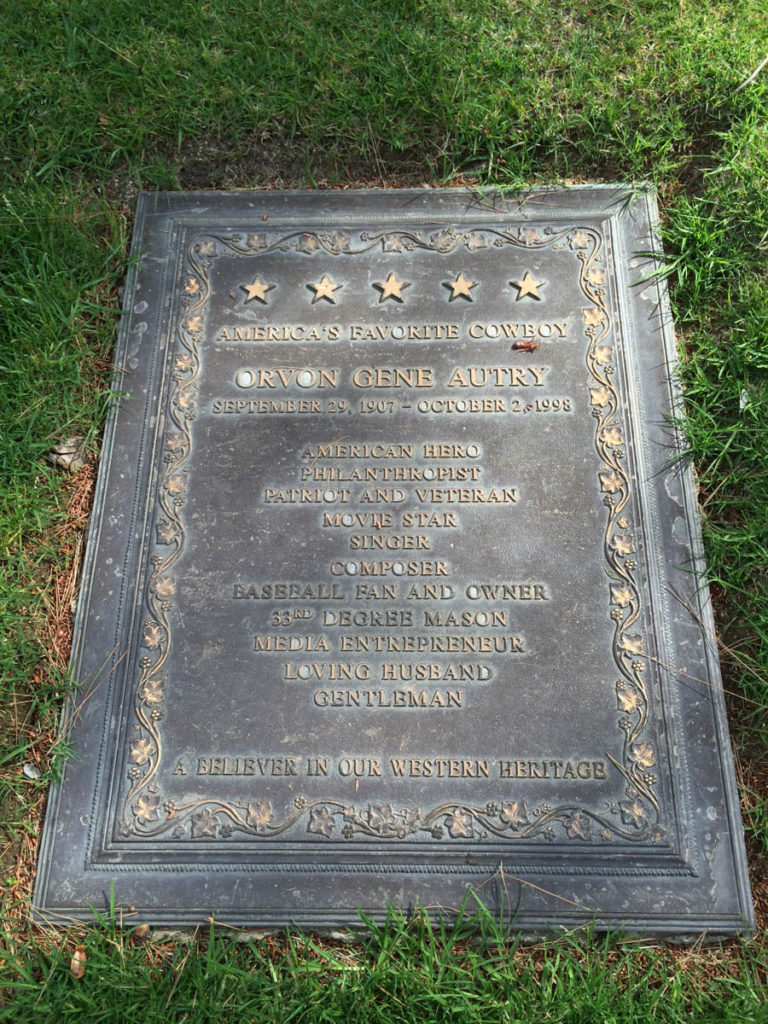 AMERICA'S FAVORITE COWBOY
ORVON GENE AUTRY
SEPTEMBER 29, 1907 – OCTOBER 2, 1998
AMERICAN HERO
PHILANTHROPIST
PATRIOT AND VETERAN
MOVIE STAR
SINGER
COMPOSER
BASEBALL FAN AND OWNER
33RD DEGREE MASON
MEDIA ENTREPRENEUR
LOVING HUSBAND
GENTLEMAN
A BELIEVER IN OUR WESTERN HERITAGE